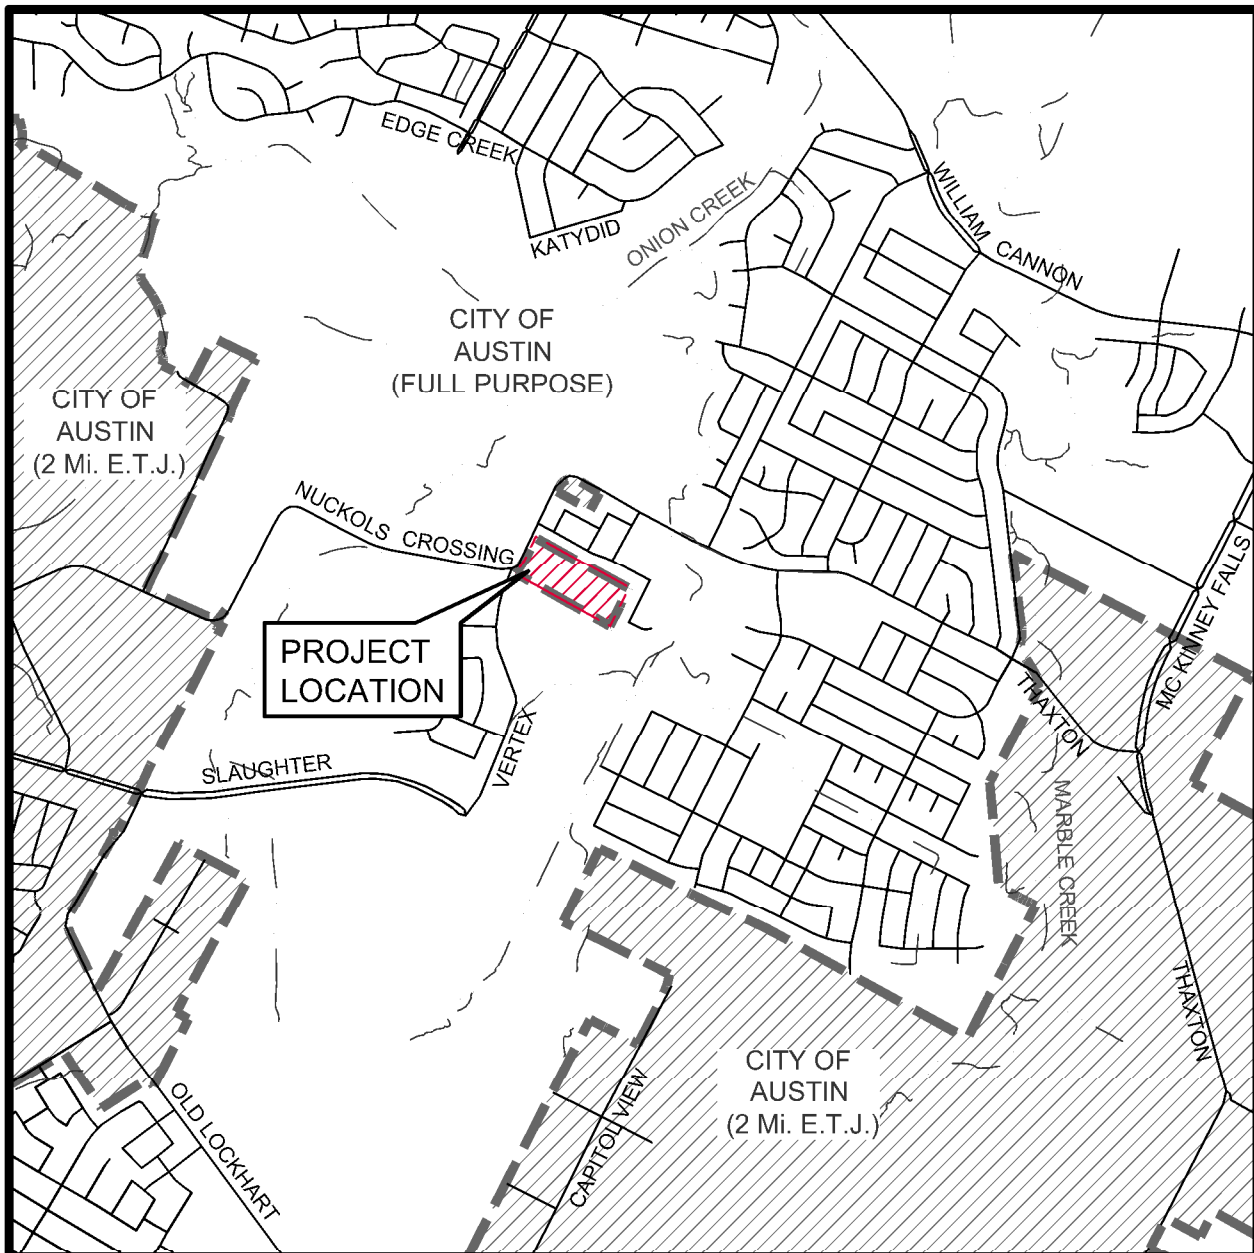 EDGE CREEK
KATYDID
ONION CREEK
WILLIAM CANNON
CITY OF
AUSTIN
(FULL PURPOSE)
CITY OF
AUSTIN
(2 Mi. E.T.J.)
NUCKOLS CROSSING
MC KINNEY FALLS
PROJECT
LOCATION
THAXTON
VERTEX
SLAUGHTER
MARBLE CREEK
THAXTON
CITY OF
AUSTIN
(2 Mi. E.T.J.)
OLD LOCKHART
CAPITOL VIEW